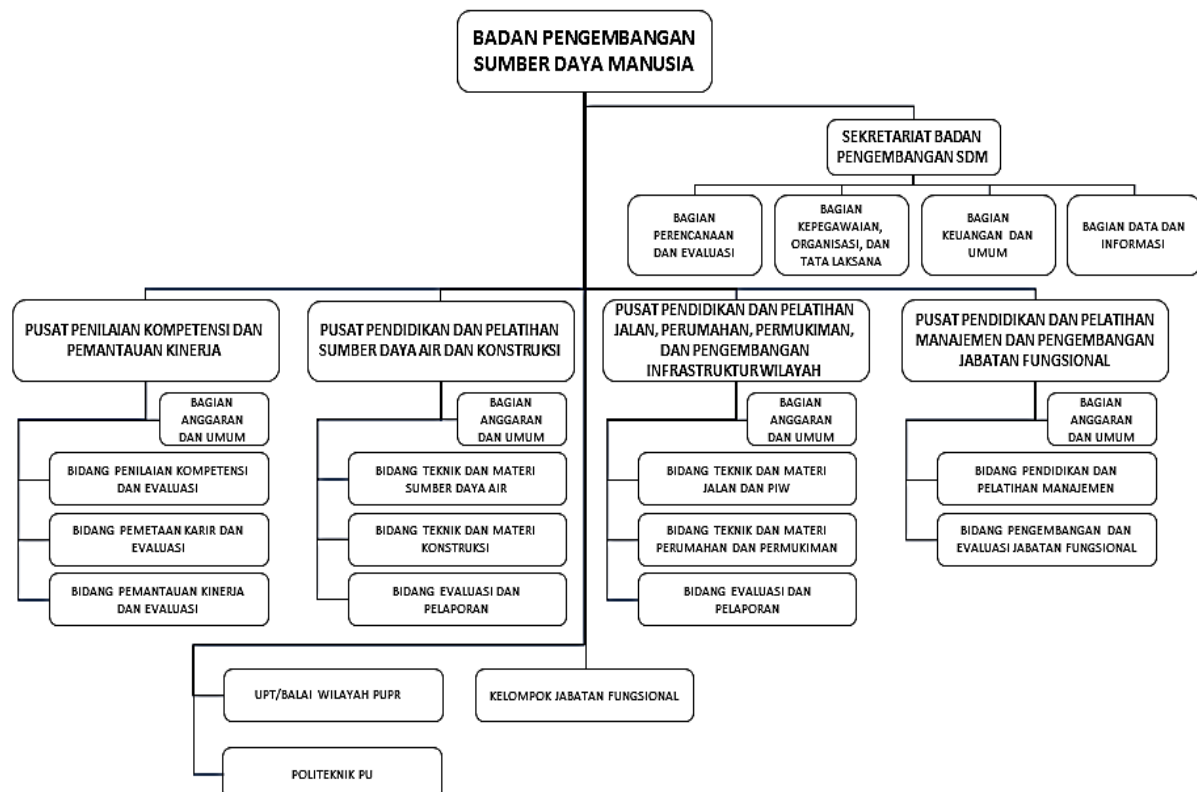 BADAN PENGEMBANGAN
SUMBER DAYA MANUSIA
SEKRETARIAT BADAN
PENGEMBANGAN SDM
BAGIAN
PERENCANAAN
DAN EVALUASI
BAGIAN
KEPEGAWAIAN,
ORGANISASI, DAN
TATA LAKSANA
BAGIAN
KEUANGAN DAN
UMUM
BAGIAN DATA DAN
INFORMASI
PUSAT PENILAIAN KOMPETENSI DAN
PEMANTAUAN KINERJA
PUSAT PENDIDIKAN DAN PELATIHAN
SUMBER DAYA AIR DAN KONSTRUKSI
PUSAT PENDIDIKAN DAN PELATIHAN
JALAN, PERUMAHAN, PERMUKIMAN,
DAN PENGEMBANGAN
INFRASTRUKTUR WILAYAH
PUSAT PENDIDIKAN DAN PELATIHAN
MANAJEMEN DAN PENGEMBANGAN
JABATAN FUNGSIONAL
BAGIAN
ANGGARAN
DAN UMUM
BIDANG PENILAIAN KOMPETENSI
DAN EVALUASI
BIDANG PEMETAAN KARIR DAN
EVALUASI
BIDANG PEMANTAUAN KINERJA
DAN EVALUASI
BAGIAN
ANGGARAN
DAN UMUM
BIDANG TEKNIK DAN MATERI
SUMBER DAYA AIR
BIDANG TEKNIK DAN MATERI
KONSTRUKSI
BIDANG EVALUASI DAN
PELAPORAN
BAGIAN
ANGGARAN
DAN UMUM
BIDANG TEKNIK DAN MATERI
JALAN DAN PIW
BIDANG TEKNIK DAN MATERI
PERUMAHAN DAN PERMUKIMAN
BIDANG EVALUASI DAN
PELAPORAN
BAGIAN
ANGGARAN
DAN UMUM
BIDANG PENDIDIKAN DAN
PELATIHAN MANAJEMEN
BIDANG PENGEMBANGAN DAN
EVALUASI JABATAN FUNGSIONAL
UPT/BALAI WILAYAH PUPR
KELOMPOK JABATAN FUNGSIONAL
POLITEKNIK PU